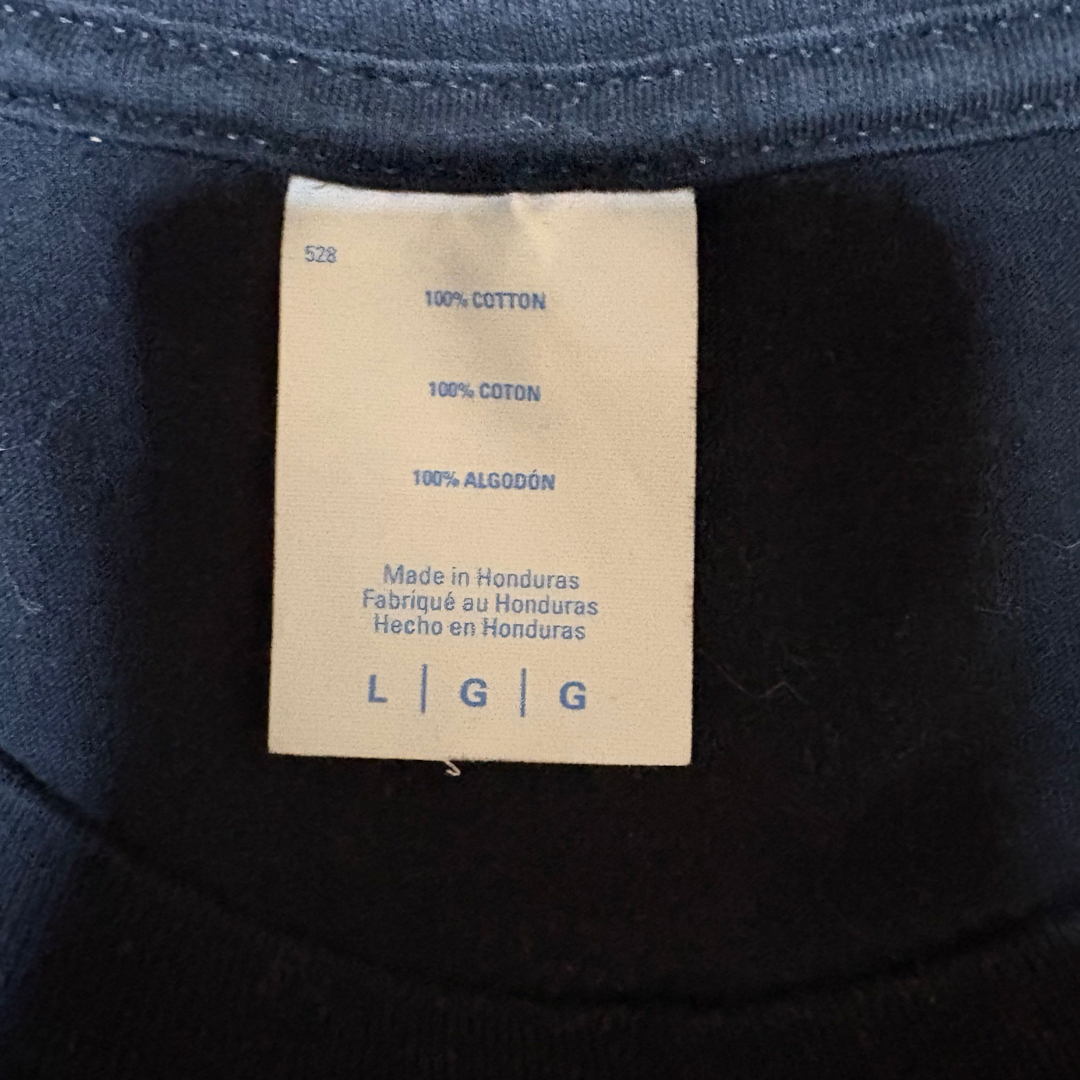 528
100% COTTON
100% COTON
100% ALGODÓN
Made in Honduras
Fabriqué au Honduras
Hecho en Honduras
L | G | G